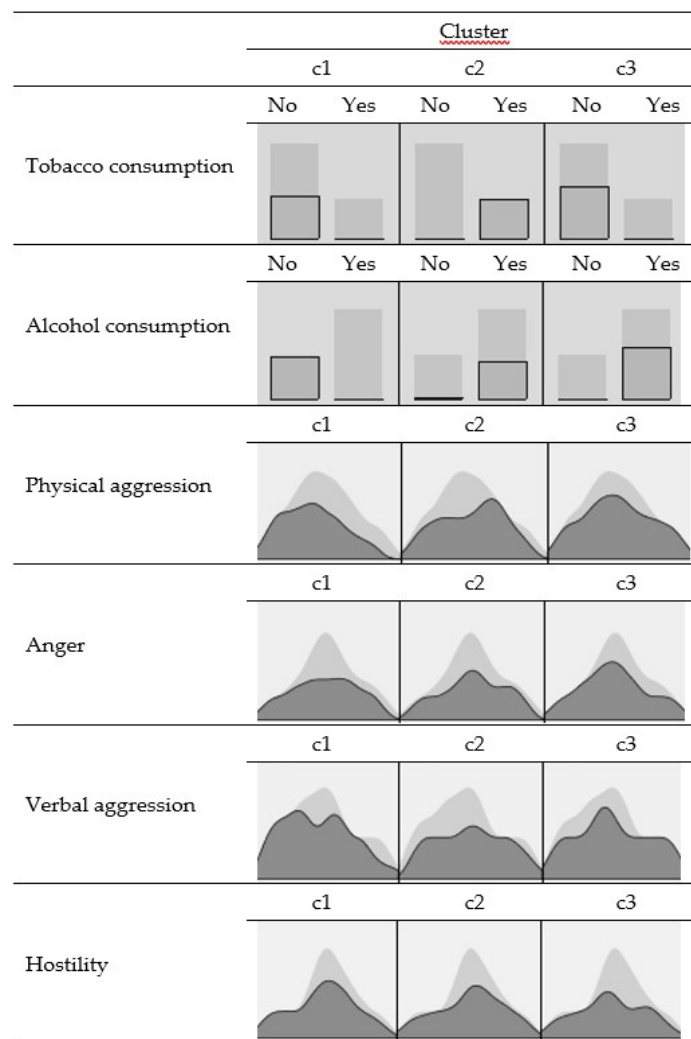 Cluster
c1 c2 c3
No Yes No Yes No Yes
Tobacco consumption
No Yes No Yes No Yes
Alcohol consumption
c1 c2 c3
Physical aggression
c1 c2 c3
Anger
c1 c2 c3
Verbal aggression
c1 c2 c3
Hostility